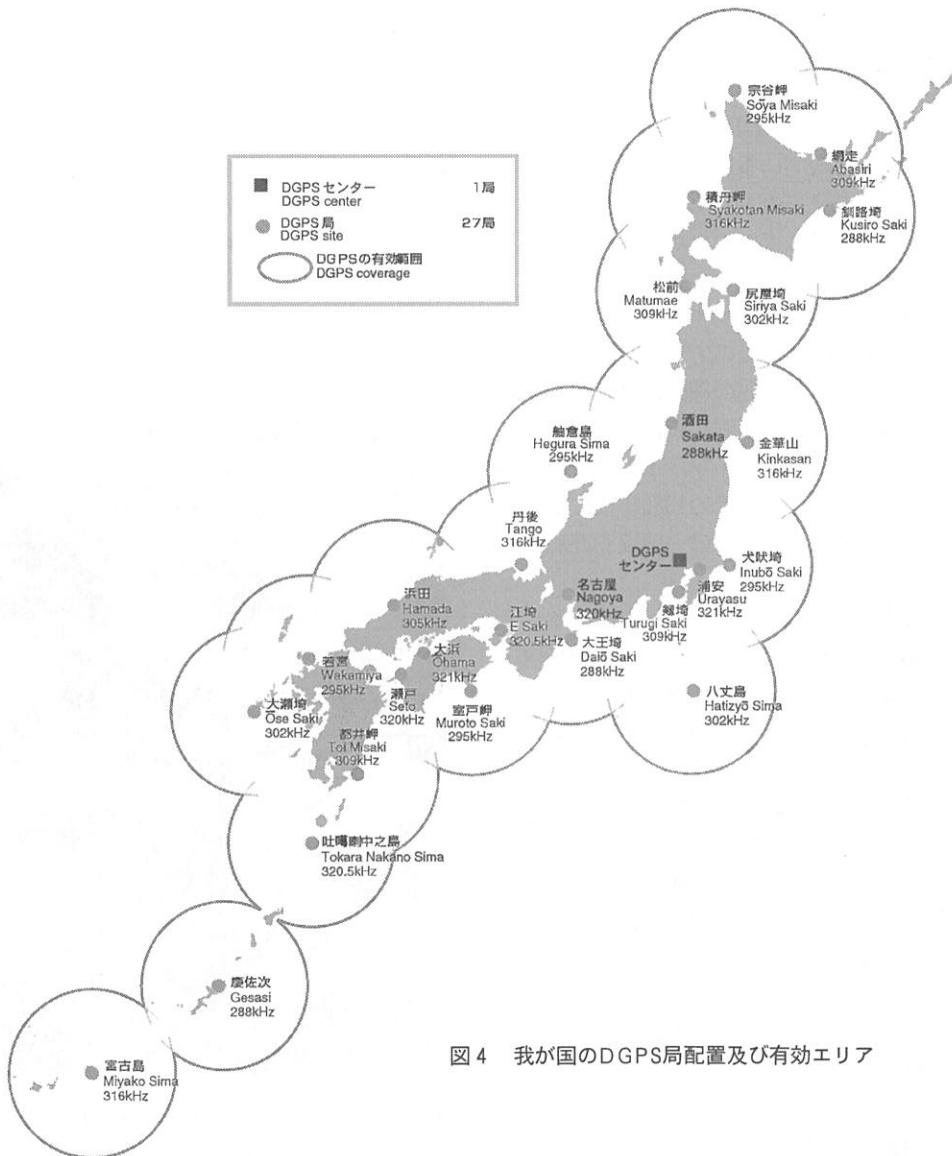 宗谷岬
Sōya Misaki
295kHz
DGPS センター 1局
DGPS center
DGPS 局 27局
DGPS site
DGPSの有効範囲
DGPS coverage
網走
Abasiri
309kHz
積丹岬
Syakotan Misaki
316kHz
釧路埼
Kusiro Saki
288kHz
松前
Matumae
309kHz
尻屋埼
Siriya Saki
302kHz
酒田
Sakata
288kHz
金華山
Kinkasan
316kHz
舳倉島
Hegura Sima
295kHz
丹後
Tango
316kHz
DGPS
センター
犬吠埼
Inubō Saki
295kHz
浦安
Urayasu
321kHz
剱埼
Turugi Saki
309kHz
名古屋
Nagoya
320kHz
浜田
Hamada
305kHz
江埼
E Saki
320.5kHz
大王埼
Daiō Saki
288kHz
大浜
Ohama
321kHz
若宮
Wakamiya
295kHz
瀬戸
Seto
320kHz
室戸岬
Muroto Saki
295kHz
八丈島
Hatizyō Sima
302kHz
大瀬埼
Ōse Saki
302kHz
都井岬
Toi Misaki
309kHz
吐噶喇中之島
Tokara Nakano Sima
320.5kHz
慶佐次
Gesasi
288kHz
宮古島
Miyako Sima
316kHz
図4 我が国のDGPS局配置及び有効エリア